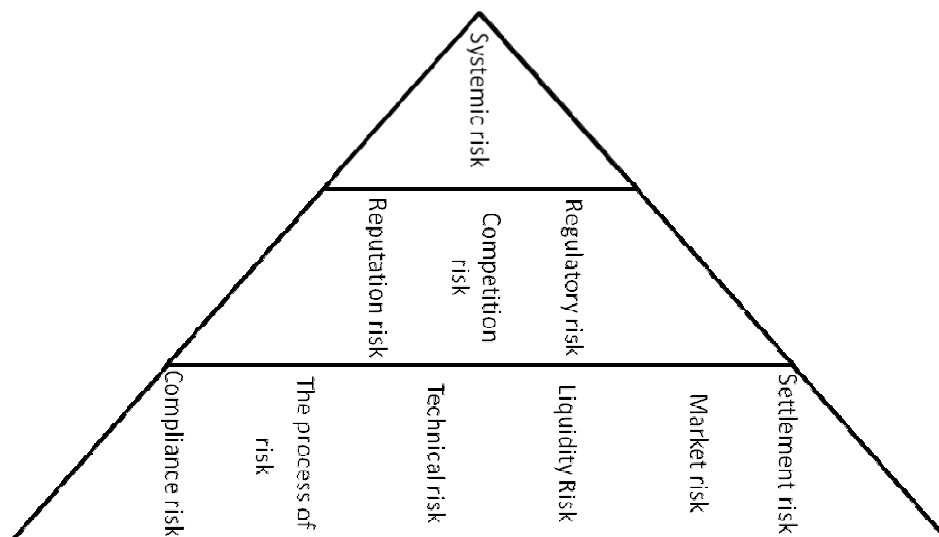 Systemic risk
Reputation risk
Competition
risk
Regulatory risk
Compliance risk
The process of
risk
Technical risk
Liquidity Risk
Market risk
Settlement risk